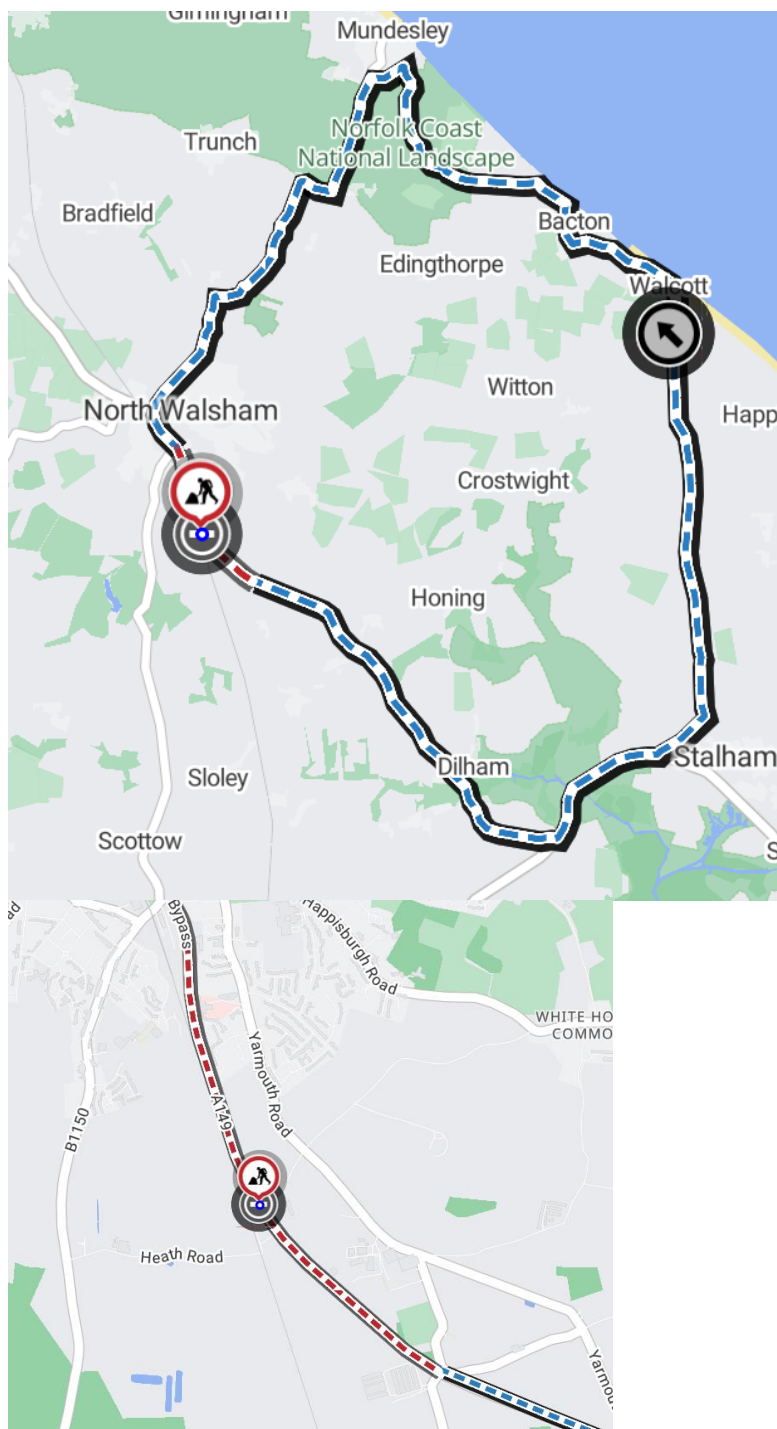 Gimingham
Mundesley
Trunch
Norfolk Coast
National Landscape
Bradfield
Bacton
Edingthorpe
Walcott
Witton
North Walsham
Happ
Crostwight
Honing
Stalham
Dilham
Sloley
Scottow
S
oad
Bypass
Happisburgh Road
WHITE HO
COMMO
Yarmouth Road
A149
B1150
Heath Road
Yarmou